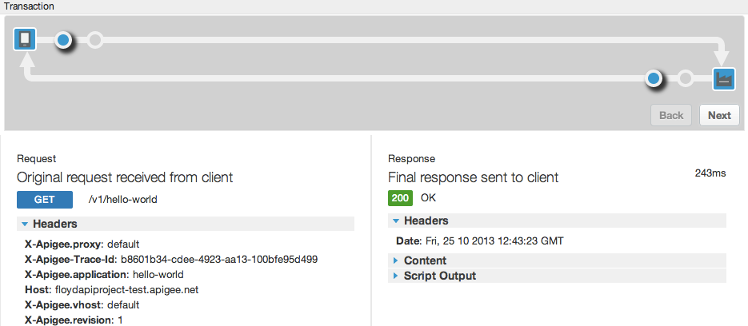 Transaction
Back
Next
Request
Original request received from client
GET
/v1/hello-world
Headers
X-Apigee.proxy: default
X-Apigee-Trace-Id: b8601b34-cdee-4923-aa13-100bfe95d499
X-Apigee.application: hello-world
Host: floydapiproject-test.apigee.net
X-Apigee.vhost: default
X-Apigee.revision: 1
Response
Final response sent to client
243ms
200
OK
Headers
Date: Fri, 25 10 2013 12:43:23 GMT
Content
Script Output